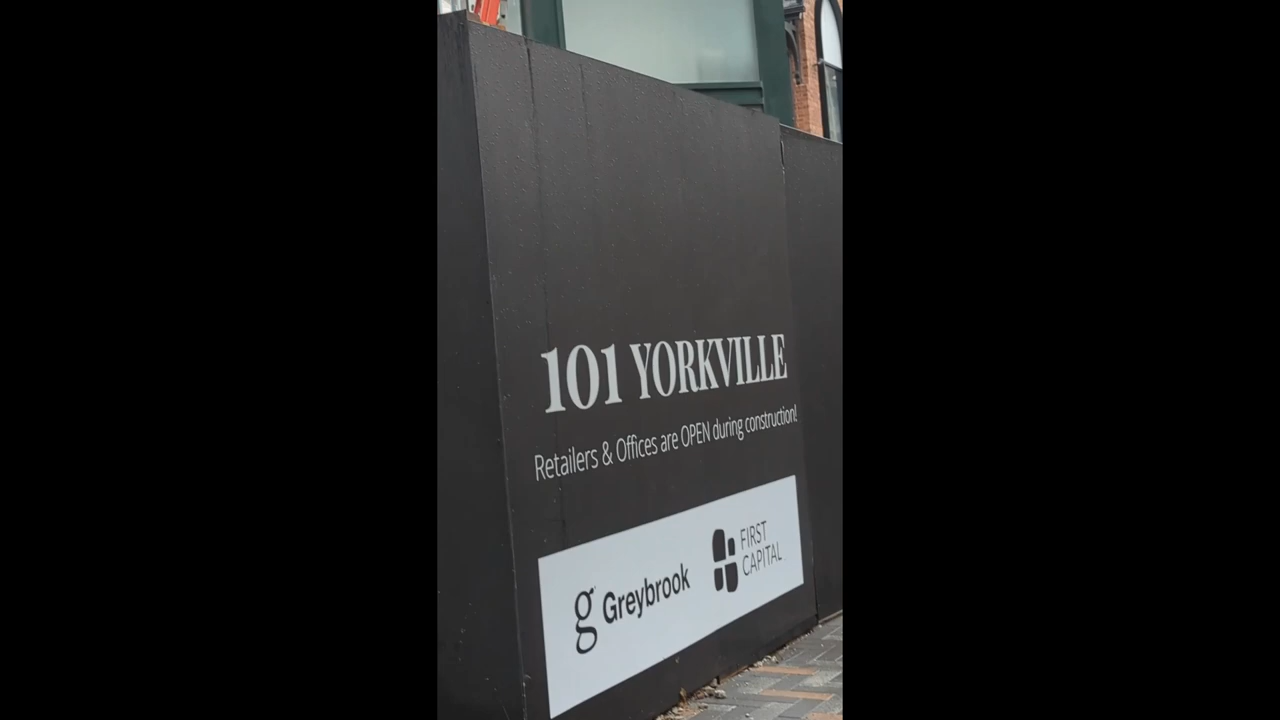 101 YORKVILLE
Retailers & Offices are OPEN during construction!
g Greybrook
FIRST
CAPITAL